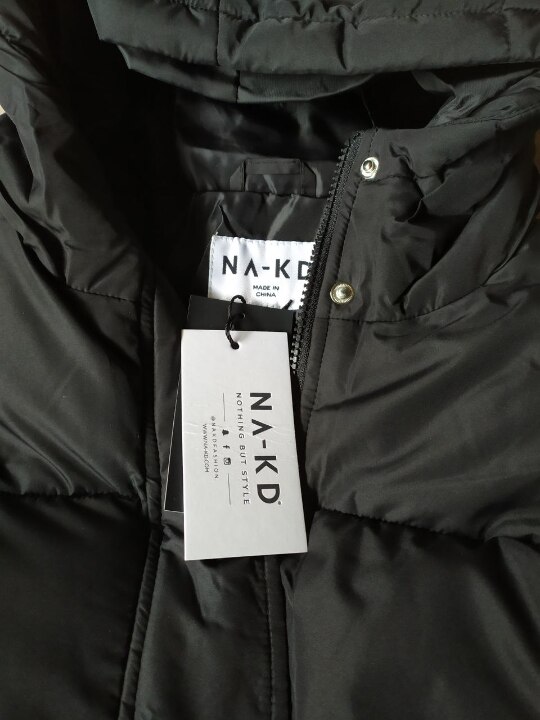 NA-KD
MADE IN
CHINA
NA-KD®
NOTHING BUT STYLE
@NAKDFASHION
WWW.NA-KD.COM